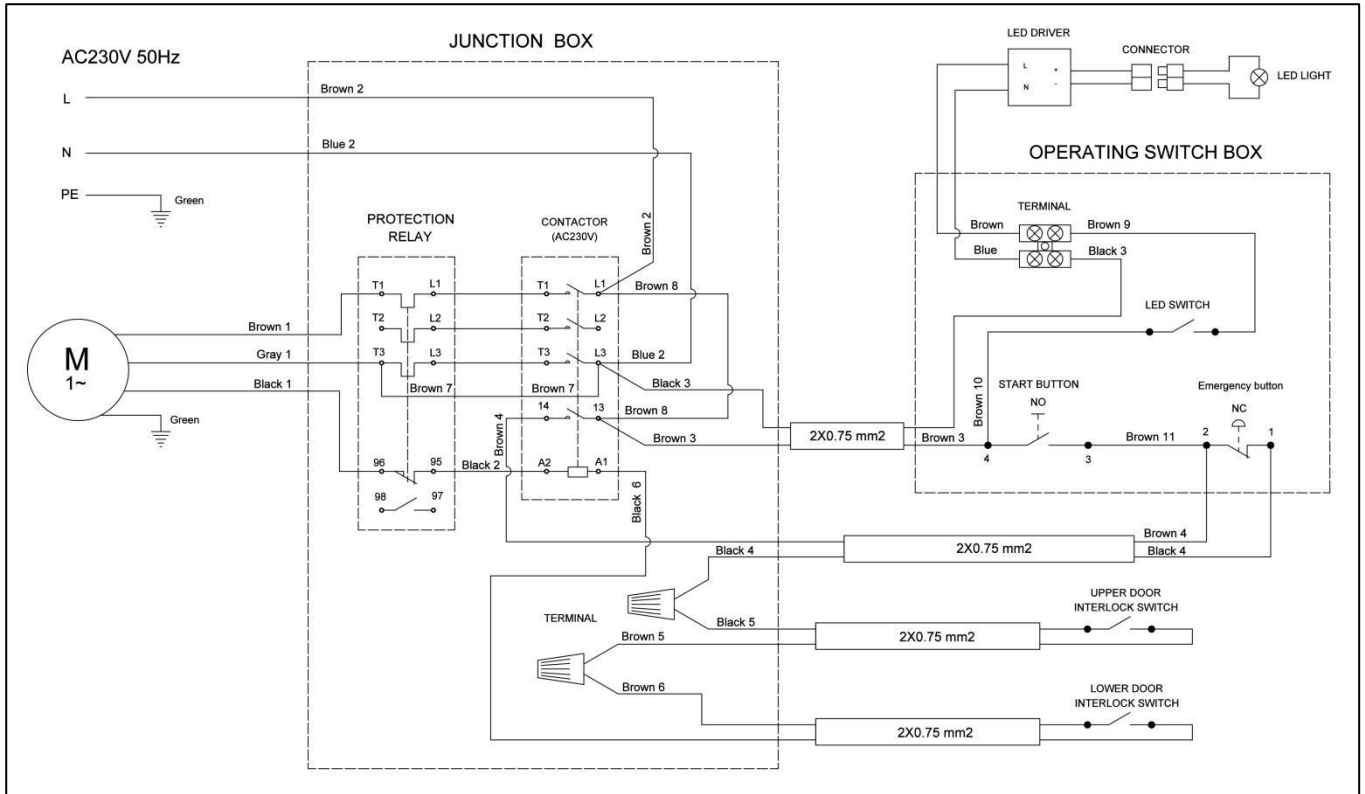 JUNCTION BOX
AC230V 50Hz
L
Brown 2
N
Blue 2
PE
Green
Brown 2
PROTECTION
RELAY
CONTACTOR
(AC230V)
T1
L1
T1
L1
Brown 8
T2
L2
T2
L2
Brown 1
M
1~
Gray 1
T3
L3
T3
L3
Blue 2
Black 1
Brown 7
Brown 7
Black 3
Green
Brown 4
14
13
Brown 8
Brown 3
96
95
Black 2
A2
A1
98
97
Black 6
LED DRIVER
L
+
N
-
CONNECTOR
LED LIGHT
OPERATING SWITCH BOX
TERMINAL
Brown
Brown 9
Blue
Black 3
LED SWITCH
Brown 10
START BUTTON
NO
Emergency button
NC
2X0.75 mm2
Brown 3
4
3
Brown 11
2
1
Brown 4
Black 4
2X0.75 mm2
Black 4
TERMINAL
Black 5
Brown 5
2X0.75 mm2
UPPER DOOR
INTERLOCK SWITCH
Brown 6
2X0.75 mm2
LOWER DOOR
INTERLOCK SWITCH